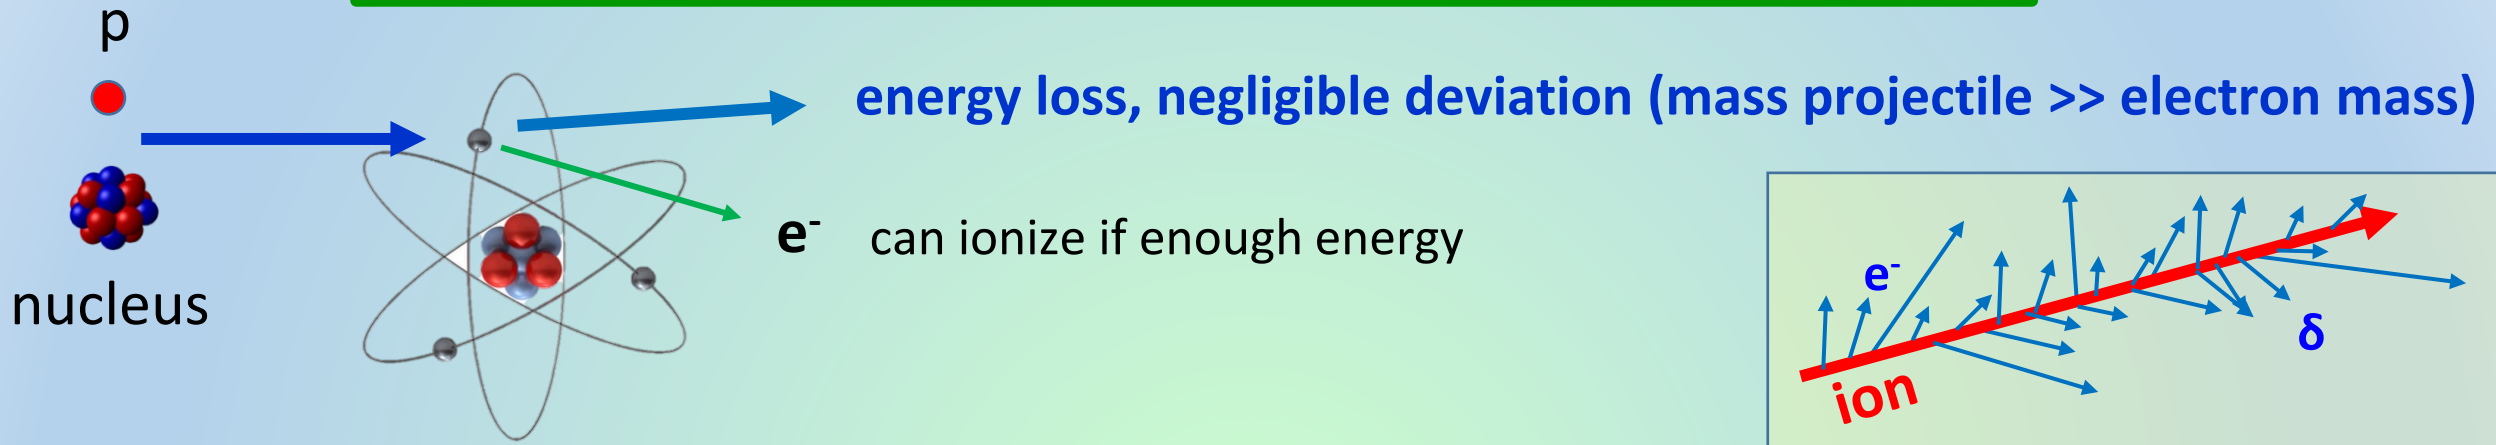 p
energy loss, negligible deviation (mass projectile >> electron mass)
e-
can ionize if enough energy
nucleus
e-
δ
ion